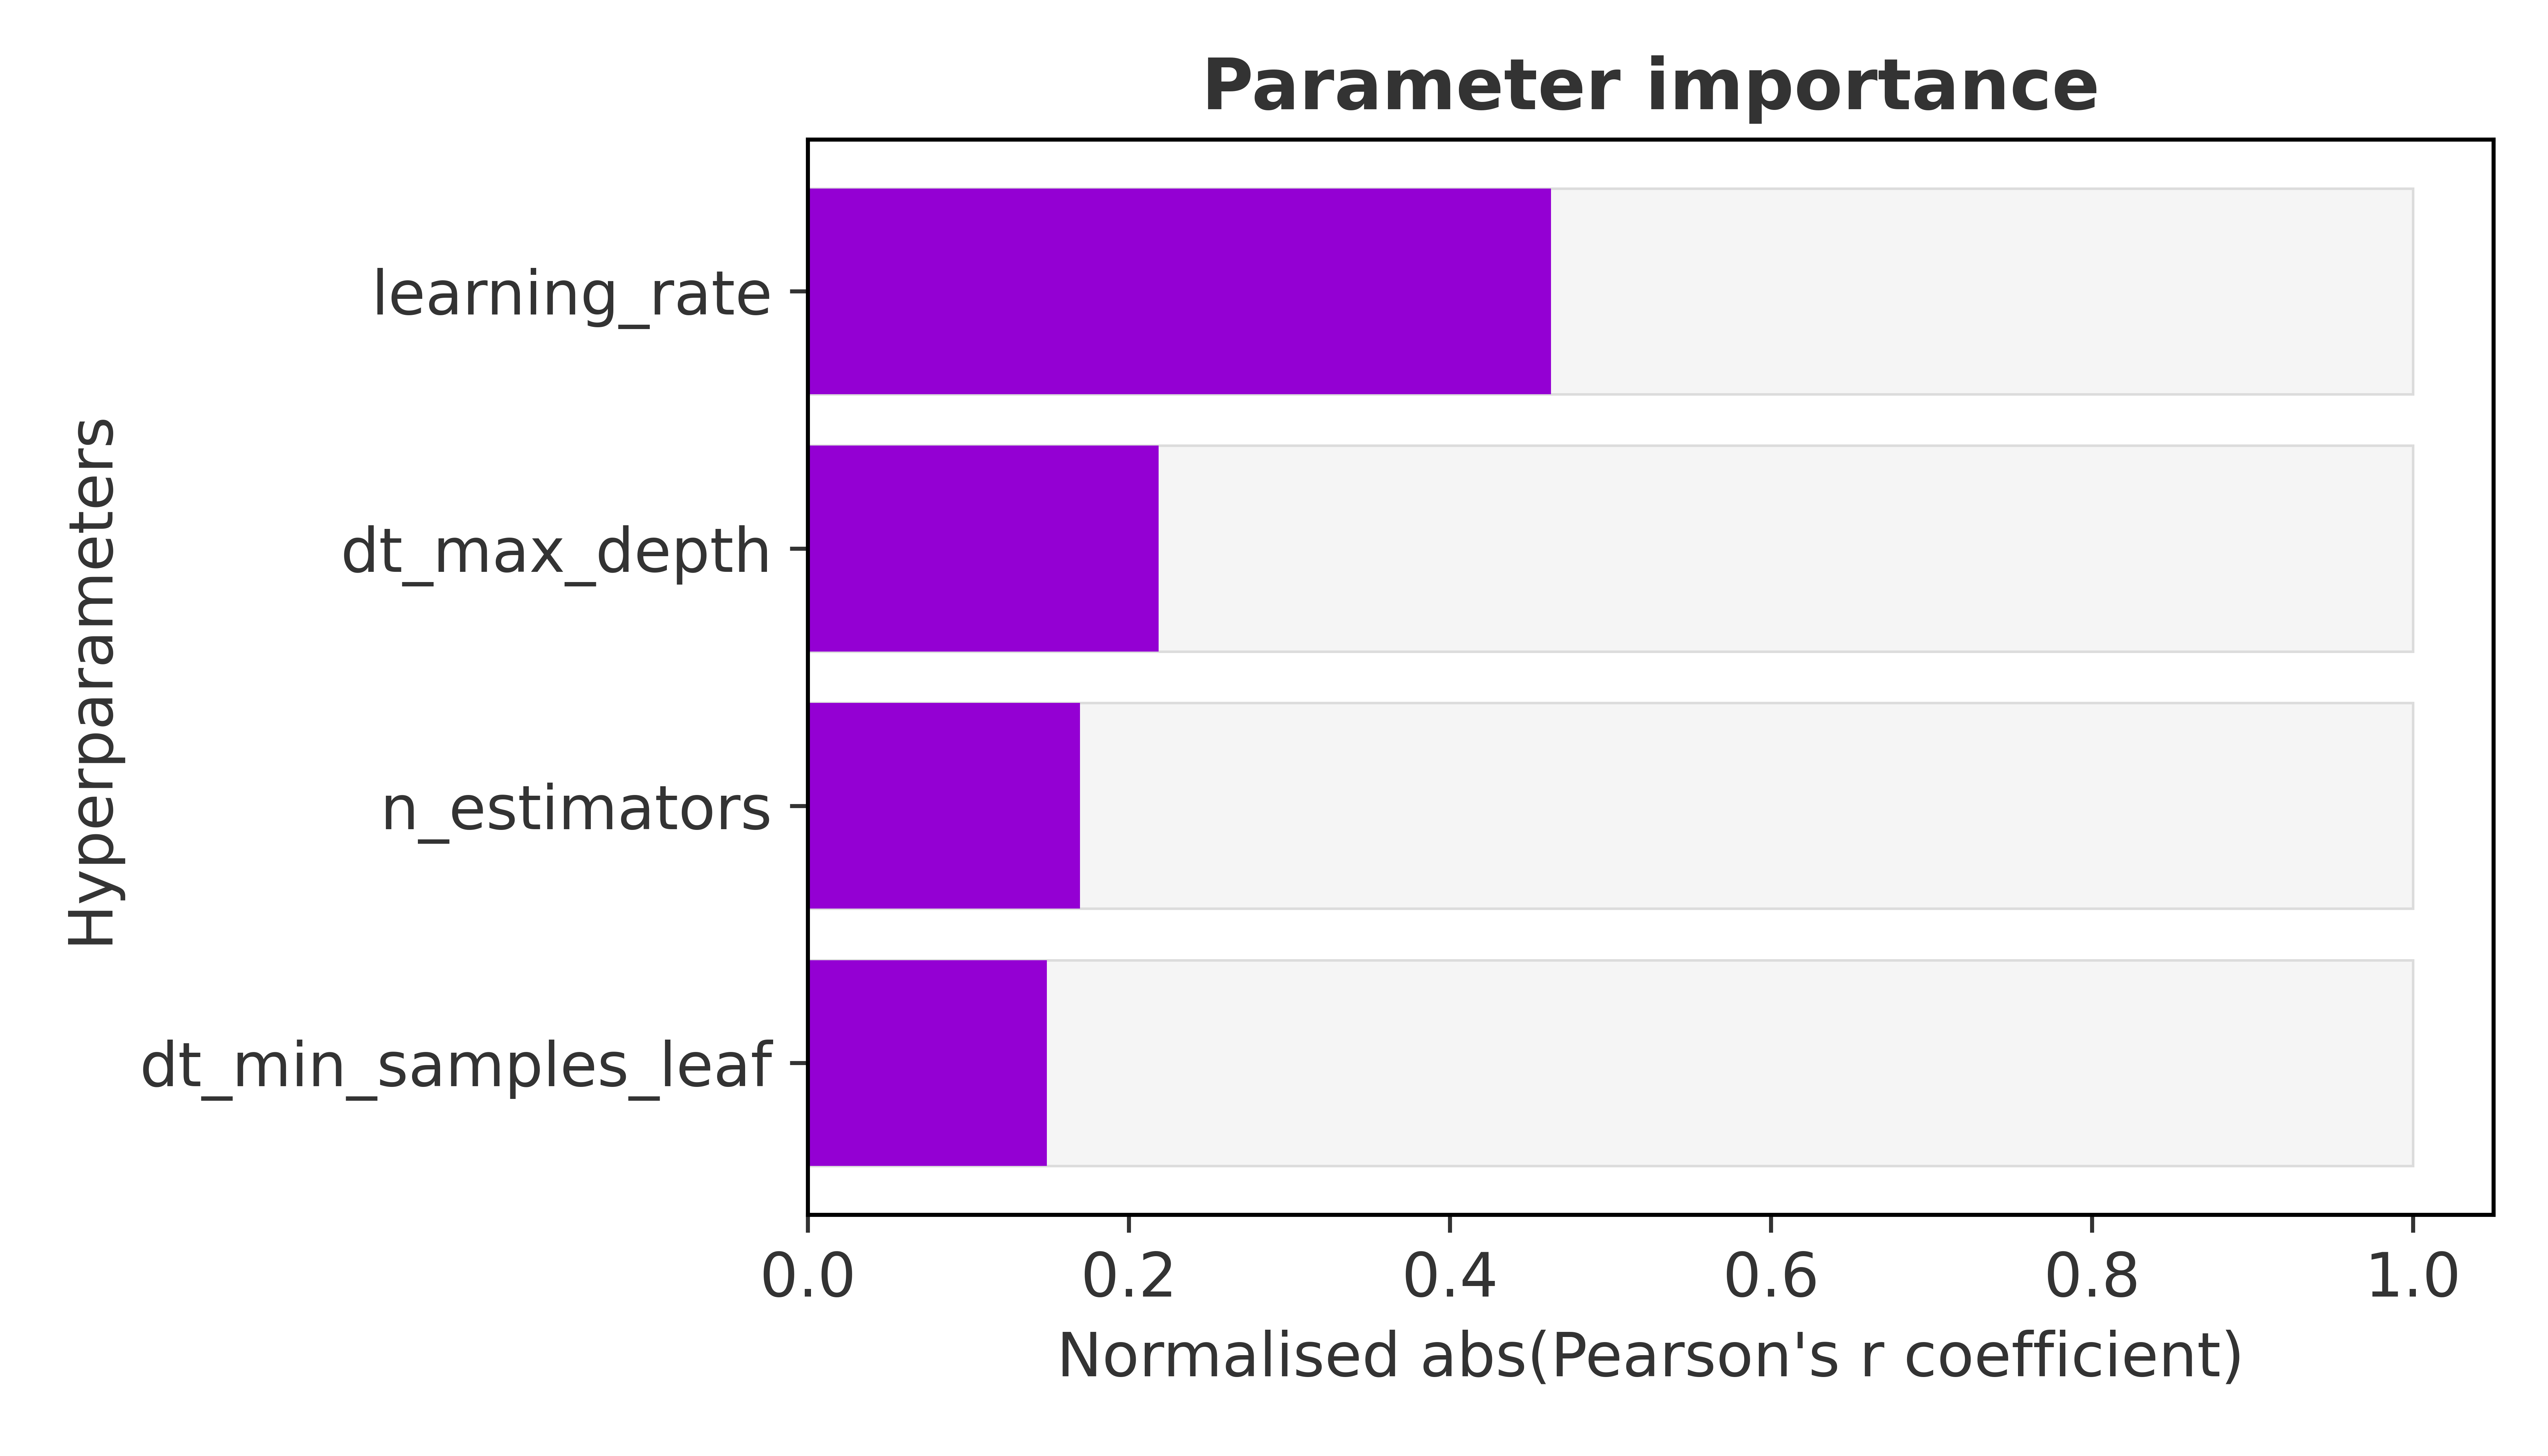 Parameter importance
Hyperparameters
learning_rate
dt_max_depth
n_estimators
dt_min_samples_leaf
0.0 0.2 0.4 0.6 0.8 1.0
Normalised abs(Pearson's r coefficient)